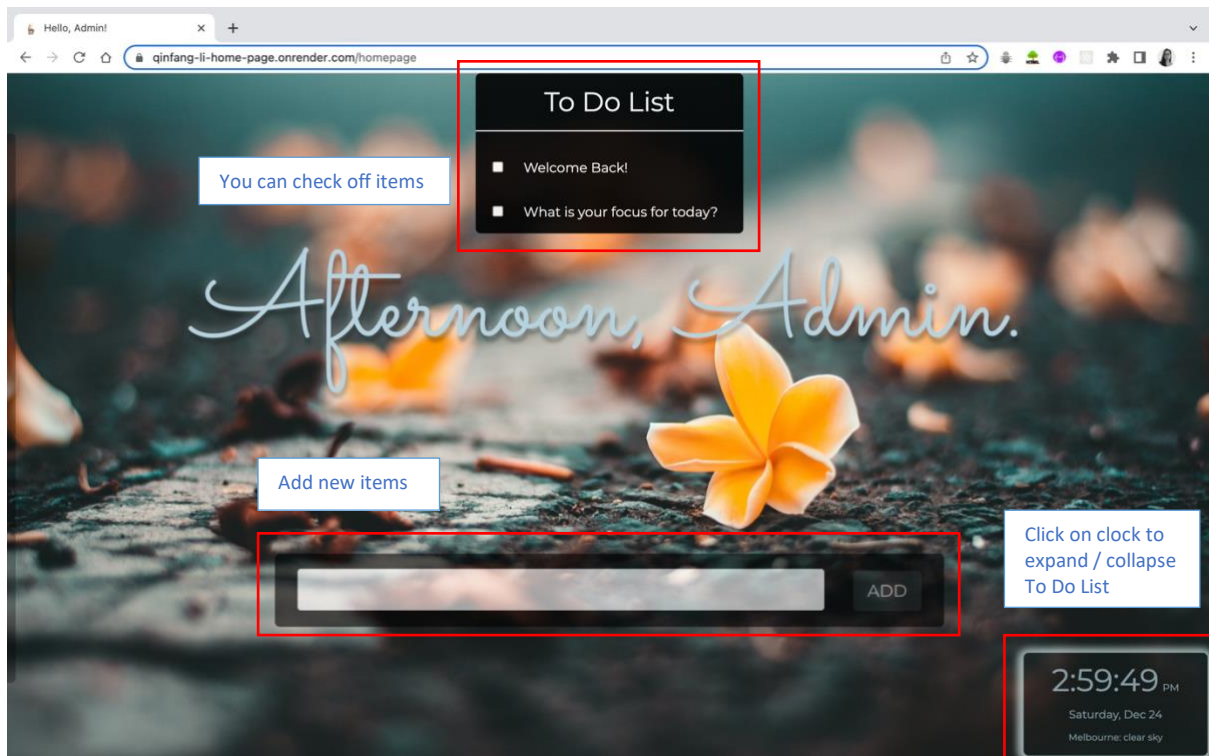 Hello, Admin!
qinfang-li-home-page.onrender.com/homepage
To Do List
You can check off items
Welcome Back!
What is your focus for today?
Afternoon, Admin.
Add new items
ADD
Click on clock to
expand / collapse
To Do List
2:59:49 PM
Saturday, Dec 24
Melbourne: clear sky